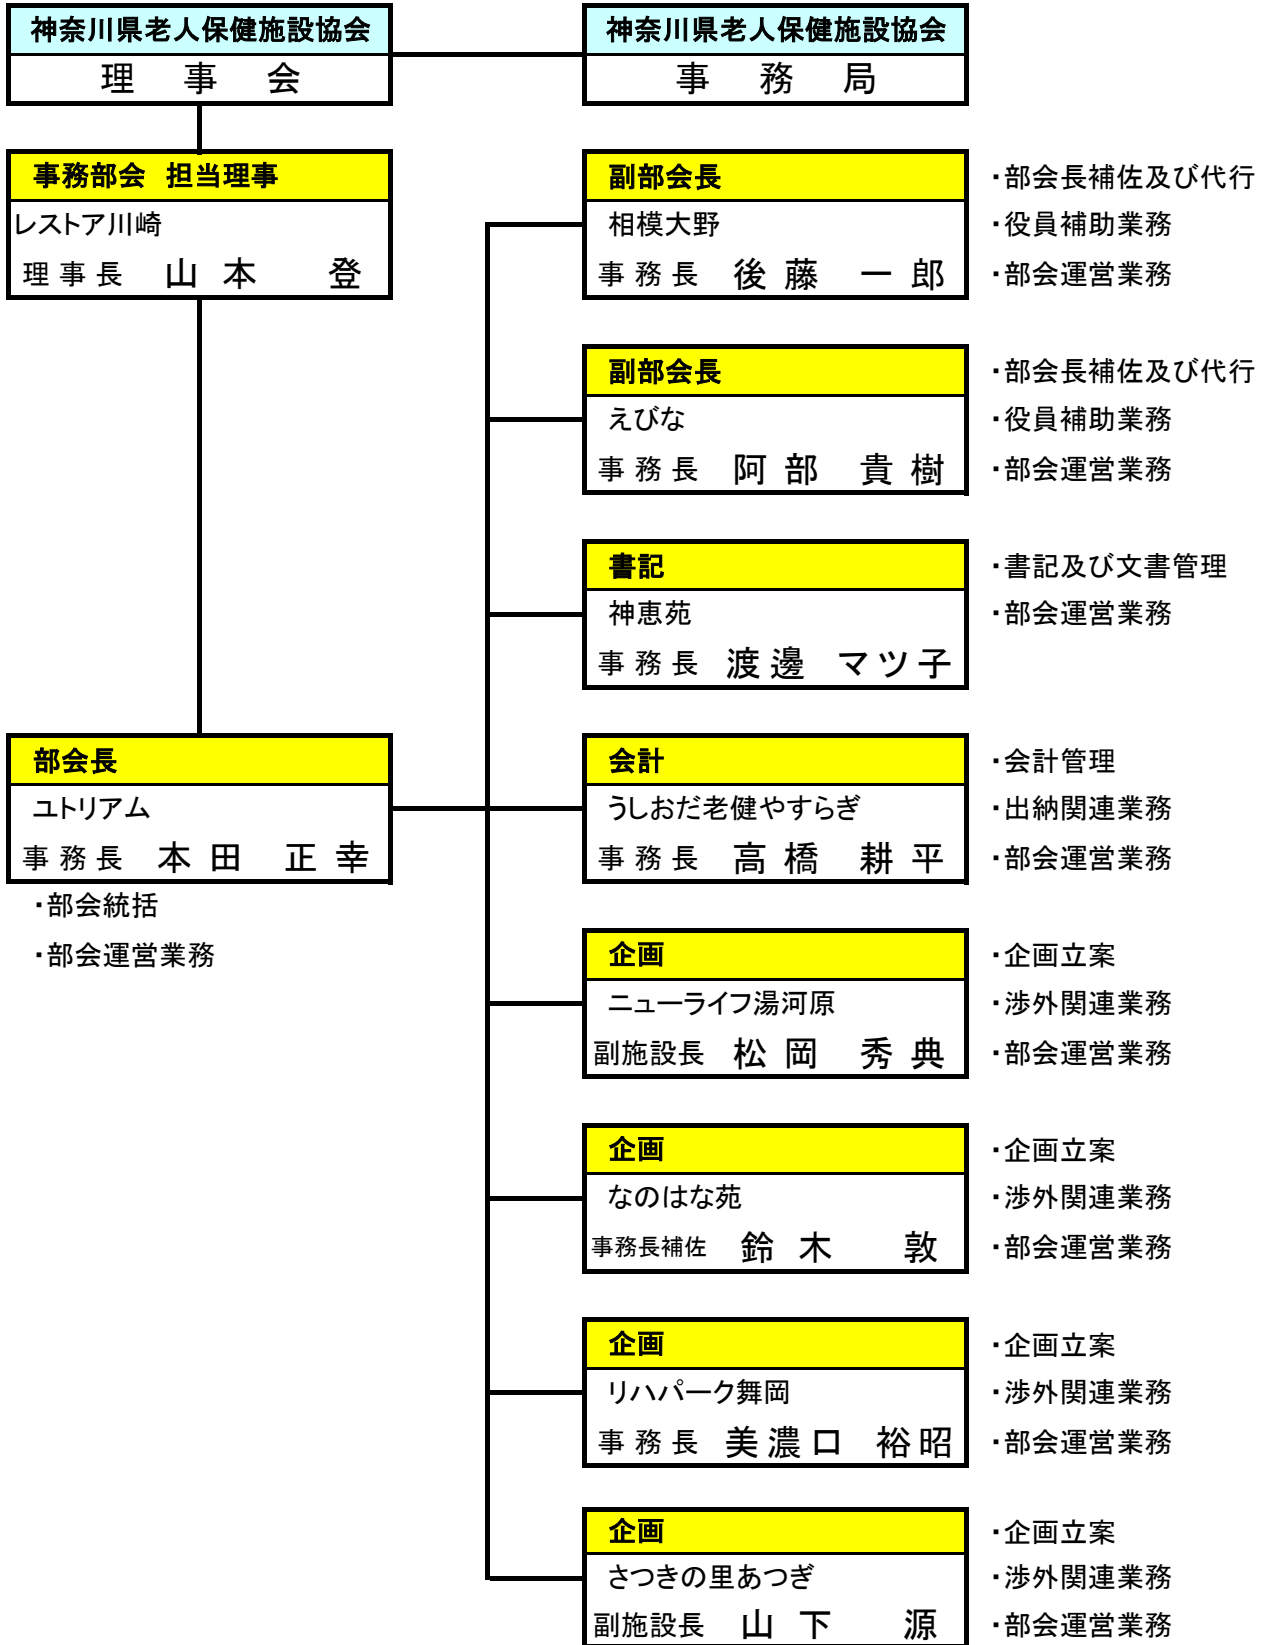 神奈川県老人保健施設協会
理事会
神奈川県老人保健施設協会
事務局
事務部会 担当理事
レストア川崎
理事長 山本 登
副部会長
相模大野
事務長 後藤 一郎
・部会長補佐及び代行
・役員補助業務
・部会運営業務
副部会長
えびな
事務長 阿部 貴樹
・部会長補佐及び代行
・役員補助業務
・部会運営業務
書記
神恵苑
事務長 渡邊 マツ子
・書記及び文書管理
・部会運営業務
部会長
ユトリアム
事務長 本田 正幸
・部会統括
・部会運営業務
会計
うしおだ老健やすらぎ
事務長 高橋 耕平
・会計管理
・出納関連業務
・部会運営業務
企画
ニューライフ湯河原
副施設長 松岡 秀典
・企画立案
・渉外関連業務
・部会運営業務
企画
なのはな苑
事務長補佐 鈴木 敦
・企画立案
・渉外関連業務
・部会運営業務
企画
リハパーク舞岡
事務長 美濃口 裕昭
・企画立案
・渉外関連業務
・部会運営業務
企画
さつきの里あつぎ
副施設長 山下 源
・企画立案
・渉外関連業務
・部会運営業務